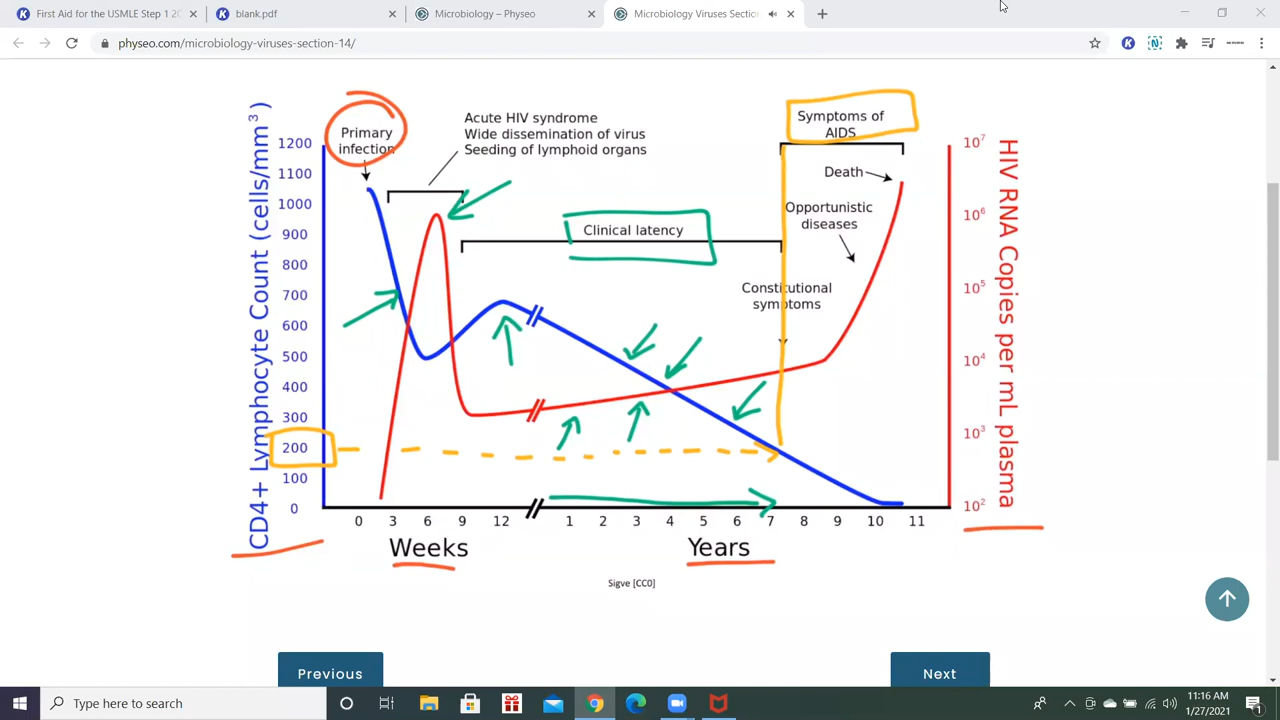 First Aid for the USMLE Step 1 20
blank.pdf
Microbiology – Physeo
Microbiology Viruses Section
physeo.com/microbiology-viruses-section-14/
Primary
infection
Acute HIV syndrome
Wide dissemination of virus
Seeding of lymphoid organs
Symptoms of
AIDS
Death
Opportunistic
diseases
Clinical latency
Constitutional
symptoms
CD4+ Lymphocyte Count (cells/mm³)
1200
1100
1000
900
800
700
600
500
400
300
200
100
0
HIV RNA Copies per mL plasma
10⁷
10⁶
10⁵
10⁴
10³
10²
0 3 6 9 12 1 2 3 4 5 6 7 8 9 10 11
Weeks Years
Sigve [CC0]
Previous Next
Type here to search
11:16 AM
1/27/2021
1